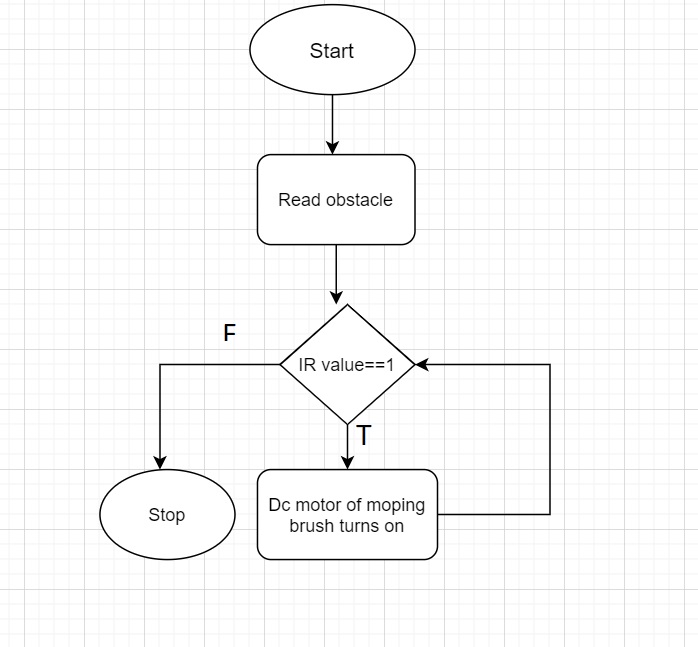 Start
Read obstacle
F
IR value==1
T
Stop
Dc motor of moping
brush turns on